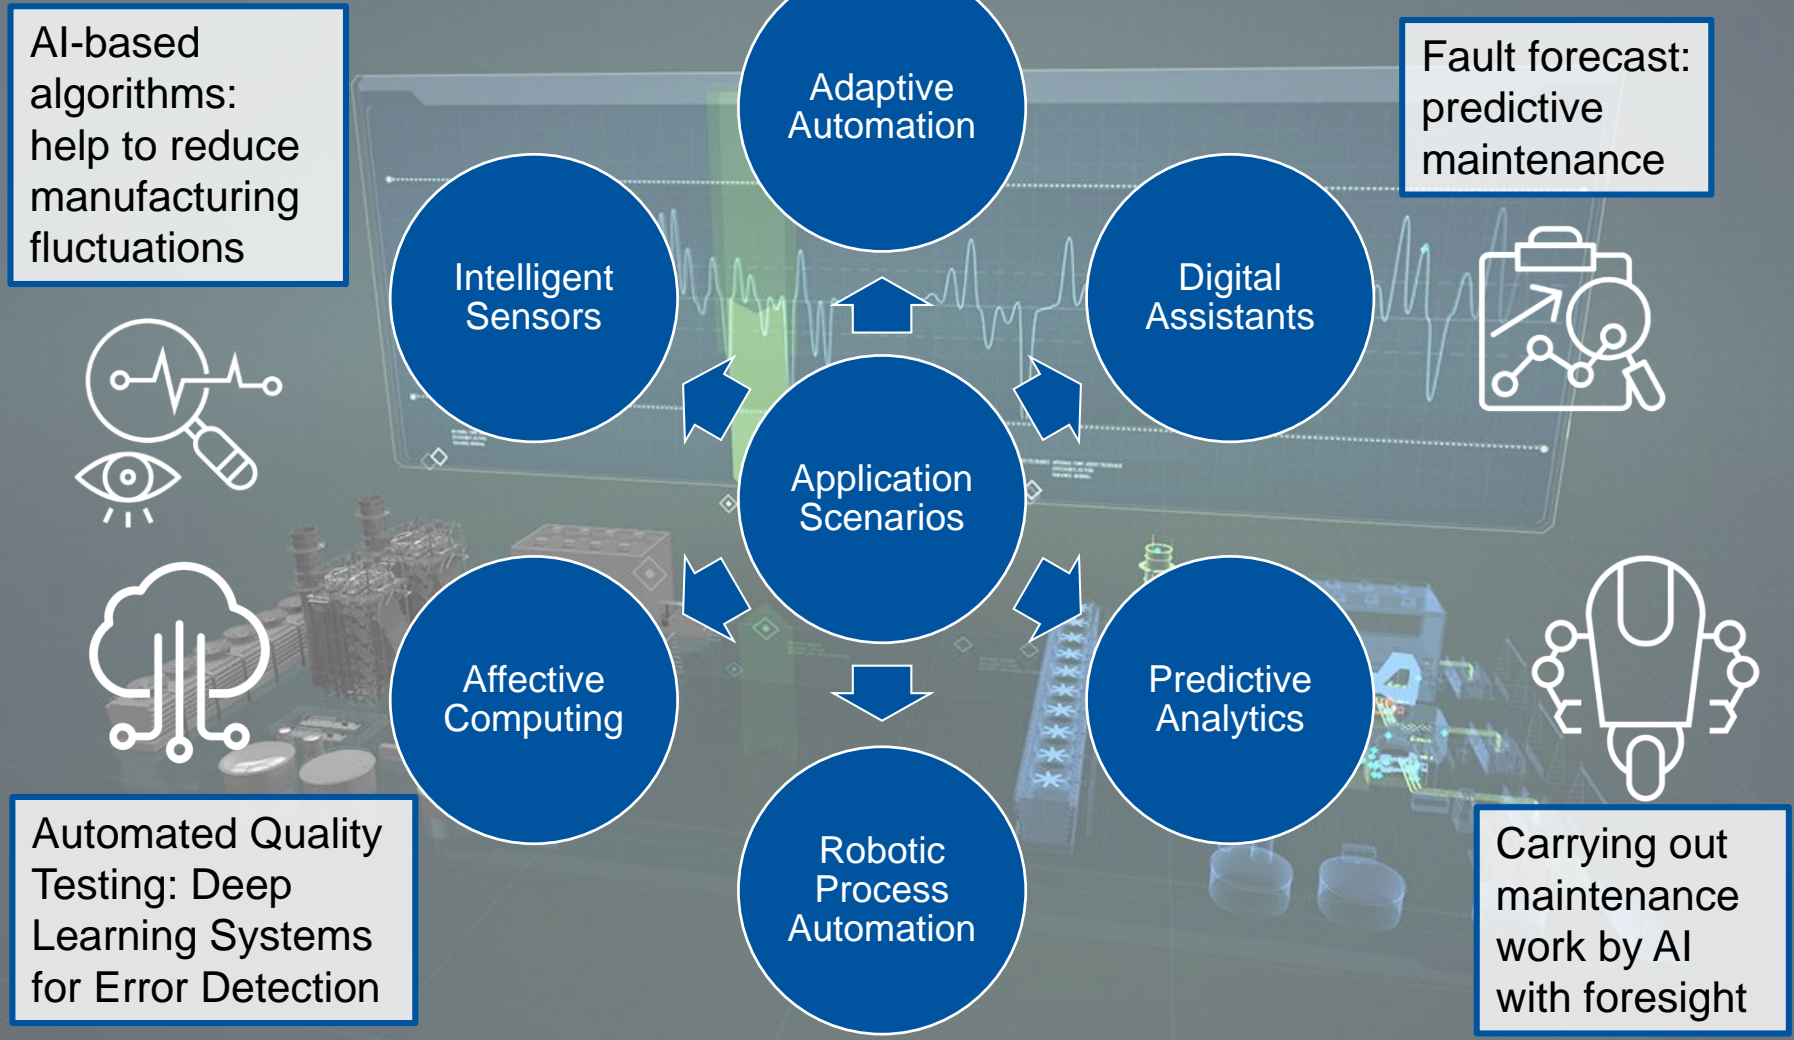 AI-based
algorithms:
help to reduce
manufacturing
fluctuations
Adaptive
Automation
Fault forecast:
predictive
maintenance
Intelligent
Sensors
Digital
Assistants
Application
Scenarios
Affective
Computing
Predictive
Analytics
Robotic
Process
Automation
Automated Quality
Testing: Deep
Learning Systems
for Error Detection
Carrying out
maintenance
work by AI
with foresight